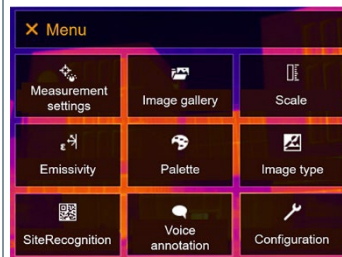 × Menu
Measurement
settings
Image gallery
Scale
ε
Emissivity
Palette
Image type
SiteRecognition
Voice
annotation
Configuration